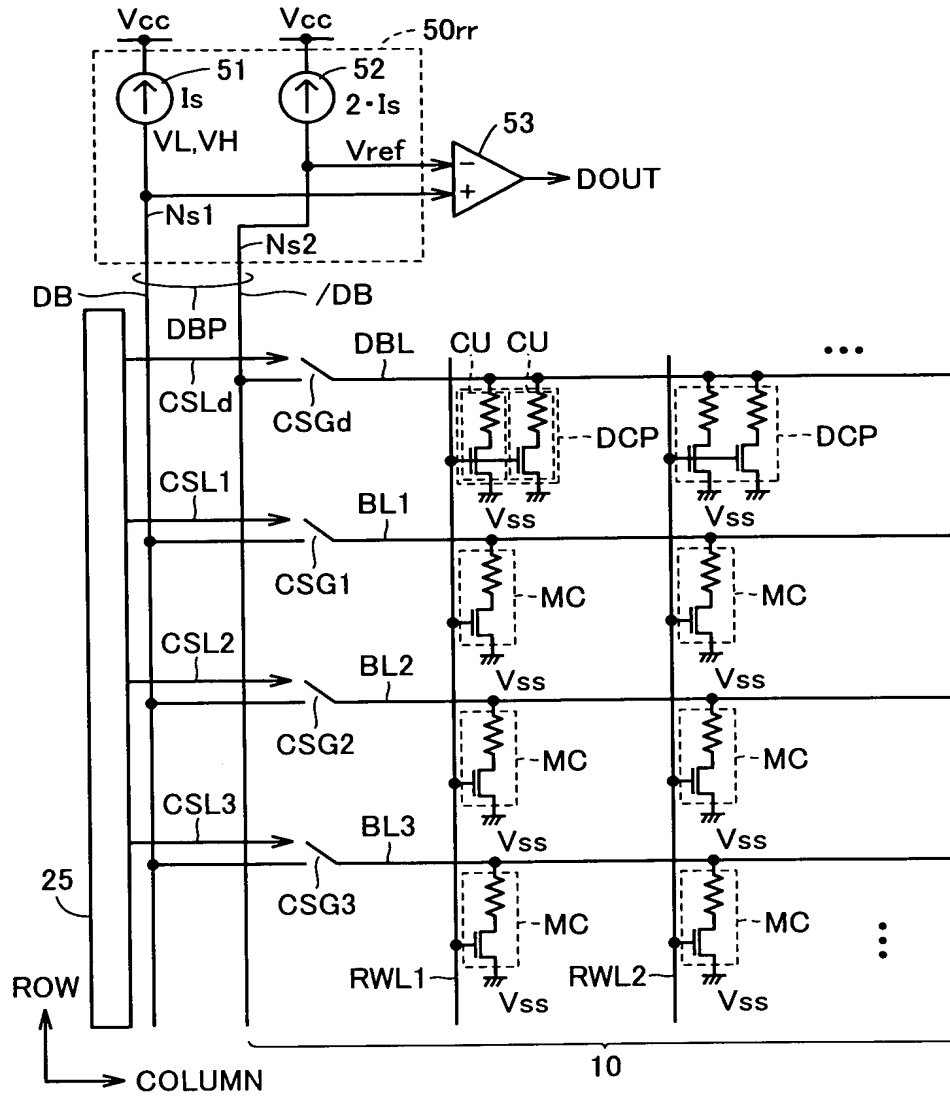 Vcc Vcc 50rr
51 52
Is 2·Is
VL,VH Vref 53
− + DOUT
Ns1
Ns2
DB DBP /DB
CSLd CSGd DBL CU CU DCP DCP •••
Vss Vss
CSL1 CSG1 BL1 MC MC
Vss Vss
CSL2 CSG2 BL2 MC MC
Vss Vss
CSL3 CSG3 BL3 MC MC
25
RWL1 Vss RWL2 Vss
ROW
COLUMN
10